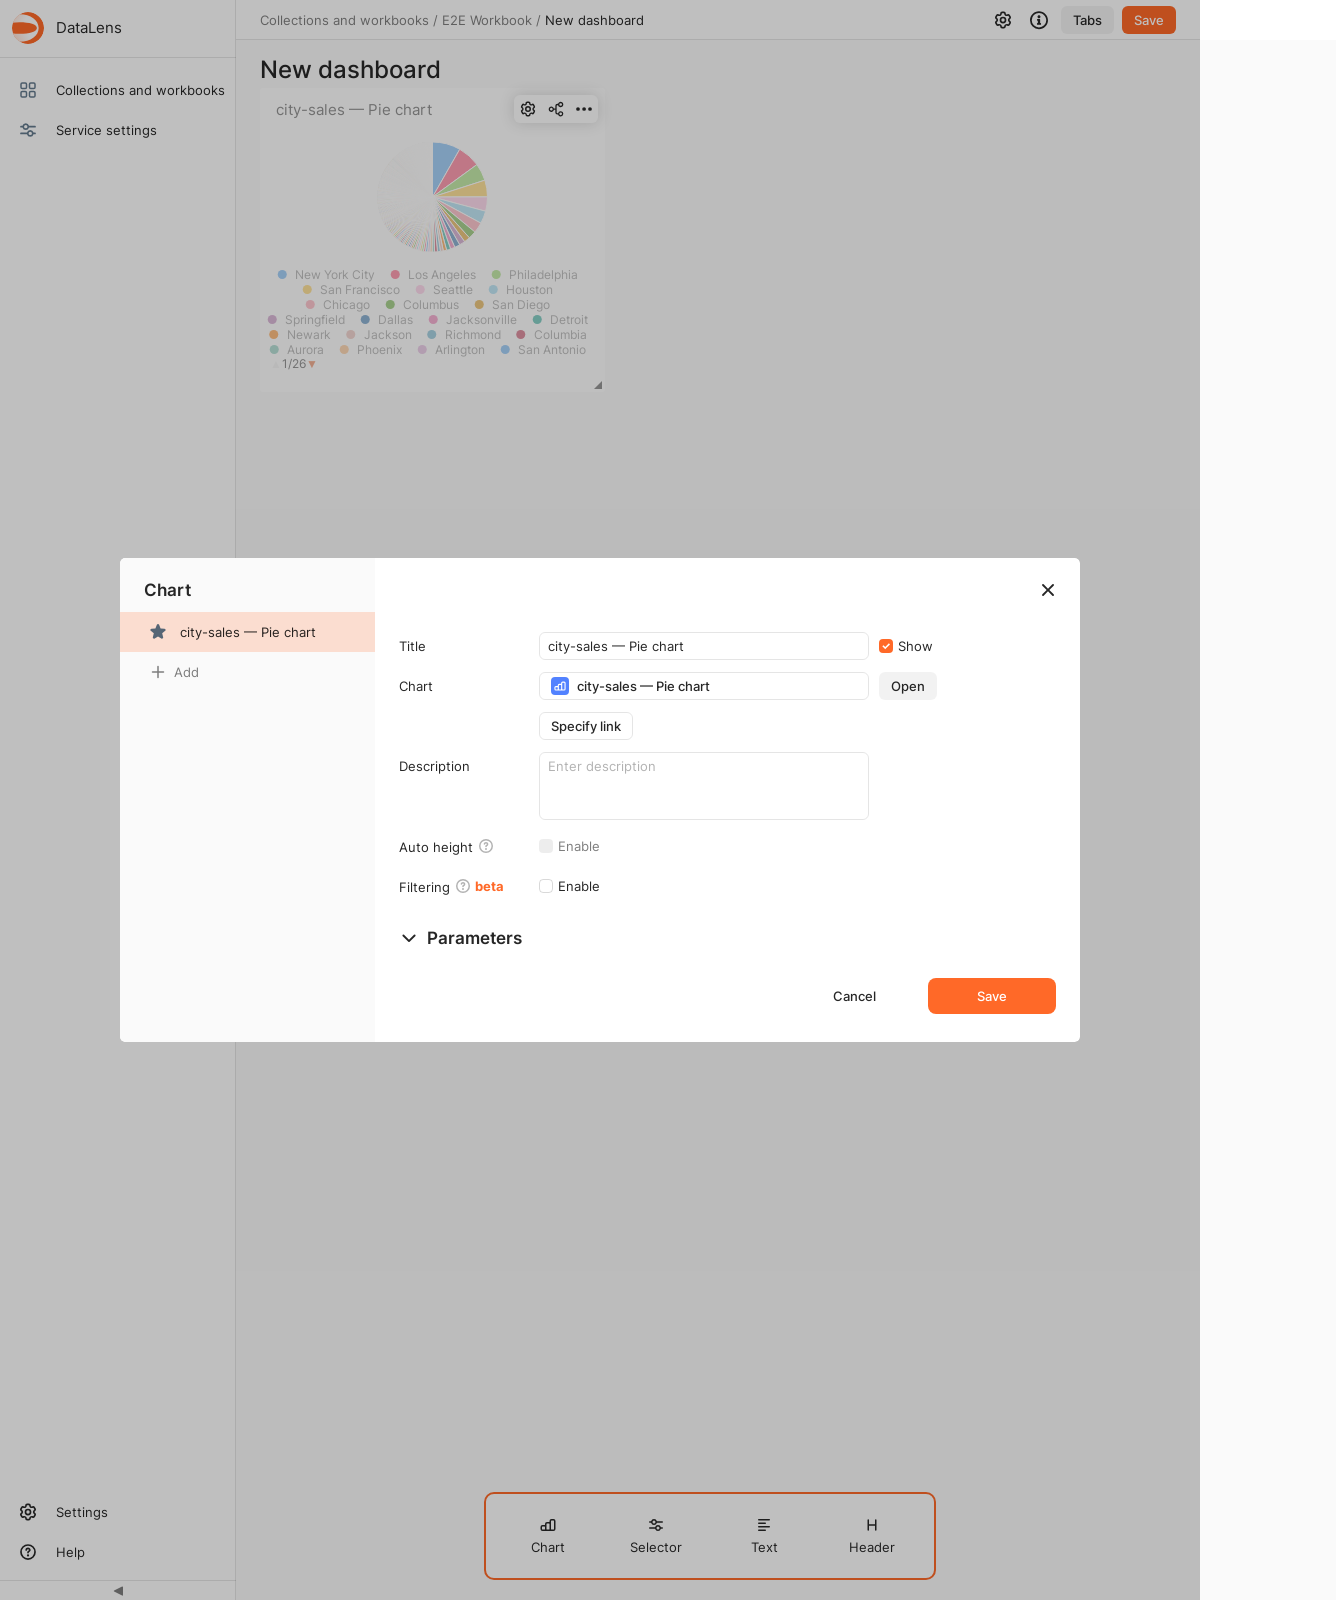 DataLens
Collections and workbooks / E2E Workbook / New dashboard
Tabs
Save
Collections and workbooks
Service settings
New dashboard
city-sales — Pie chart
New York City Los Angeles Philadelphia
San Francisco Seattle Houston
Chicago Columbus San Diego
Springfield Dallas Jacksonville Detroit
Newark Jackson Richmond Columbia
Aurora Phoenix Arlington San Antonio
1/26
Chart
city-sales — Pie chart
Add
Title
city-sales — Pie chart
Show
Chart
city-sales — Pie chart
Open
Specify link
Description
Enter description
Auto height
Enable
Filtering beta
Enable
Parameters
Cancel
Save
Chart
Selector
Text
Header
Settings
Help